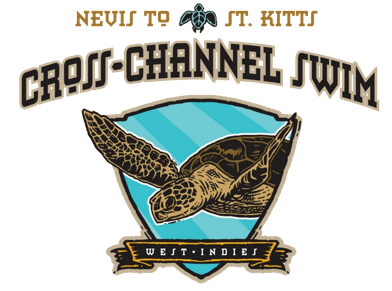 NEVIS TO ST. KITTS
CROSS-CHANNEL SWIM
WEST • INDIES